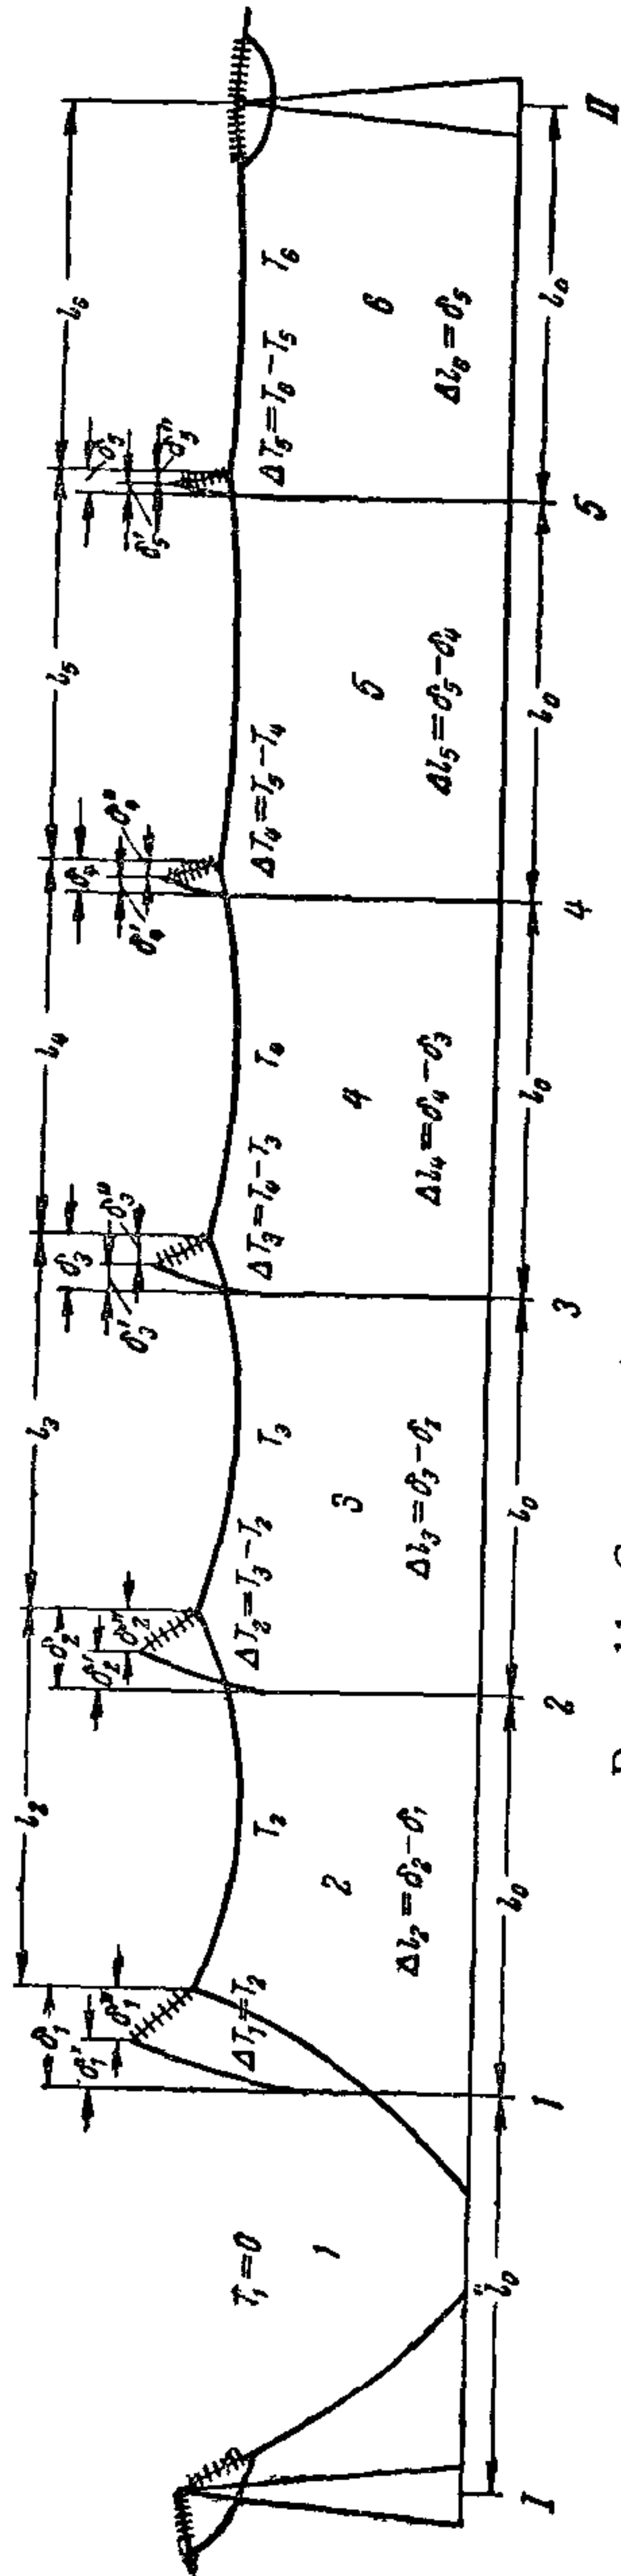 l₂
l₃
l₄
l₅
l₆
δ₁
δ₁'
δ₁"
δ₂
δ₂'
δ₂"
δ₃
δ₃'
δ₃"
δ₄
δ₄'
δ₄"
δ₅
δ₅'
δ₅"
T₁=0
ΔT₁=T₂
T₂
ΔT₂=T₃-T₂
T₃
ΔT₃=T₄-T₃
T₄
ΔT₄=T₅-T₄
ΔT₅=T₆-T₅
T₆
1
2
3
4
5
6
Δl₂=δ₂-δ₁
Δl₃=δ₃-δ₂
Δl₄=δ₄-δ₃
Δl₅=δ₅-δ₄
Δl₆=δ₅
l₀
l₀
l₀
l₀
l₀
l₀
I
1
2
3
4
5
II